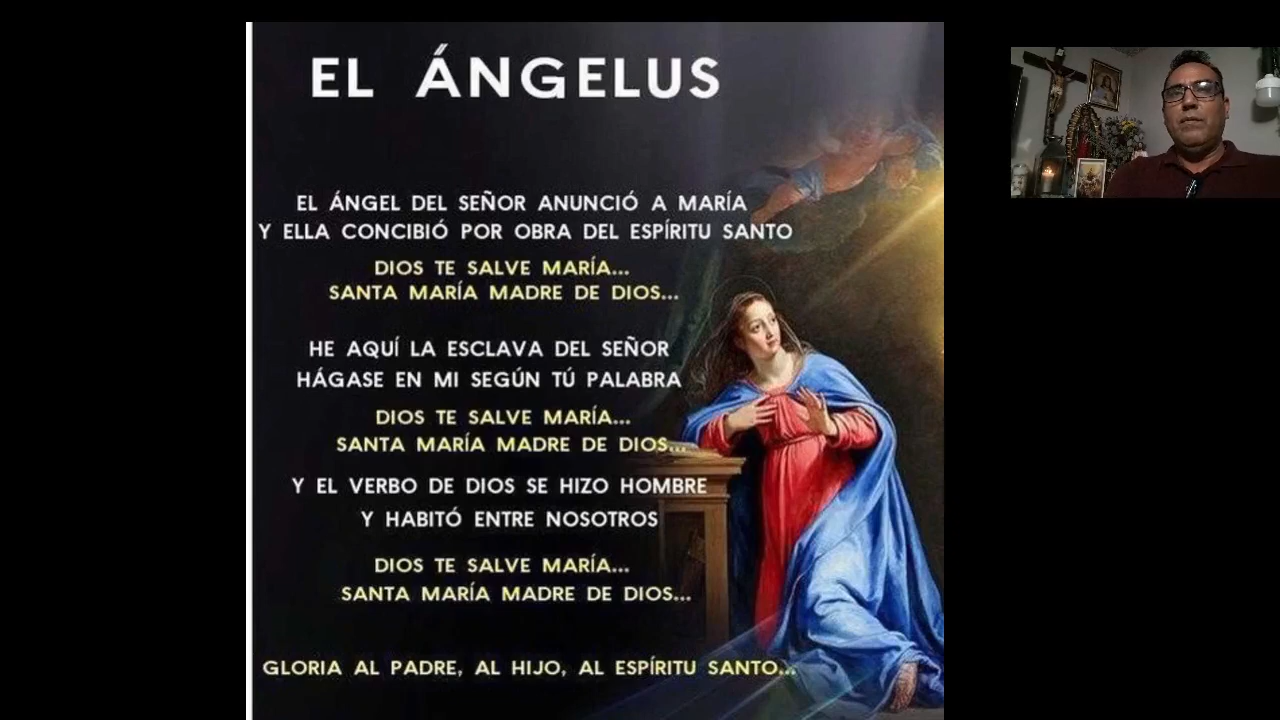 EL ÁNGELUS
EL ÁNGEL DEL SEÑOR ANUNCIÓ A MARÍA
Y ELLA CONCIBIÓ POR OBRA DEL ESPÍRITU SANTO
DIOS TE SALVE MARÍA...
SANTA MARÍA MADRE DE DIOS...
HE AQUÍ LA ESCLAVA DEL SEÑOR
HÁGASE EN MI SEGÚN TÚ PALABRA
DIOS TE SALVE MARÍA...
SANTA MARÍA MADRE DE DIOS...
Y EL VERBO DE DIOS SE HIZO HOMBRE
Y HABITÓ ENTRE NOSOTROS
DIOS TE SALVE MARÍA...
SANTA MARÍA MADRE DE DIOS...
GLORIA AL PADRE, AL HIJO, AL ESPÍRITU SANTO...